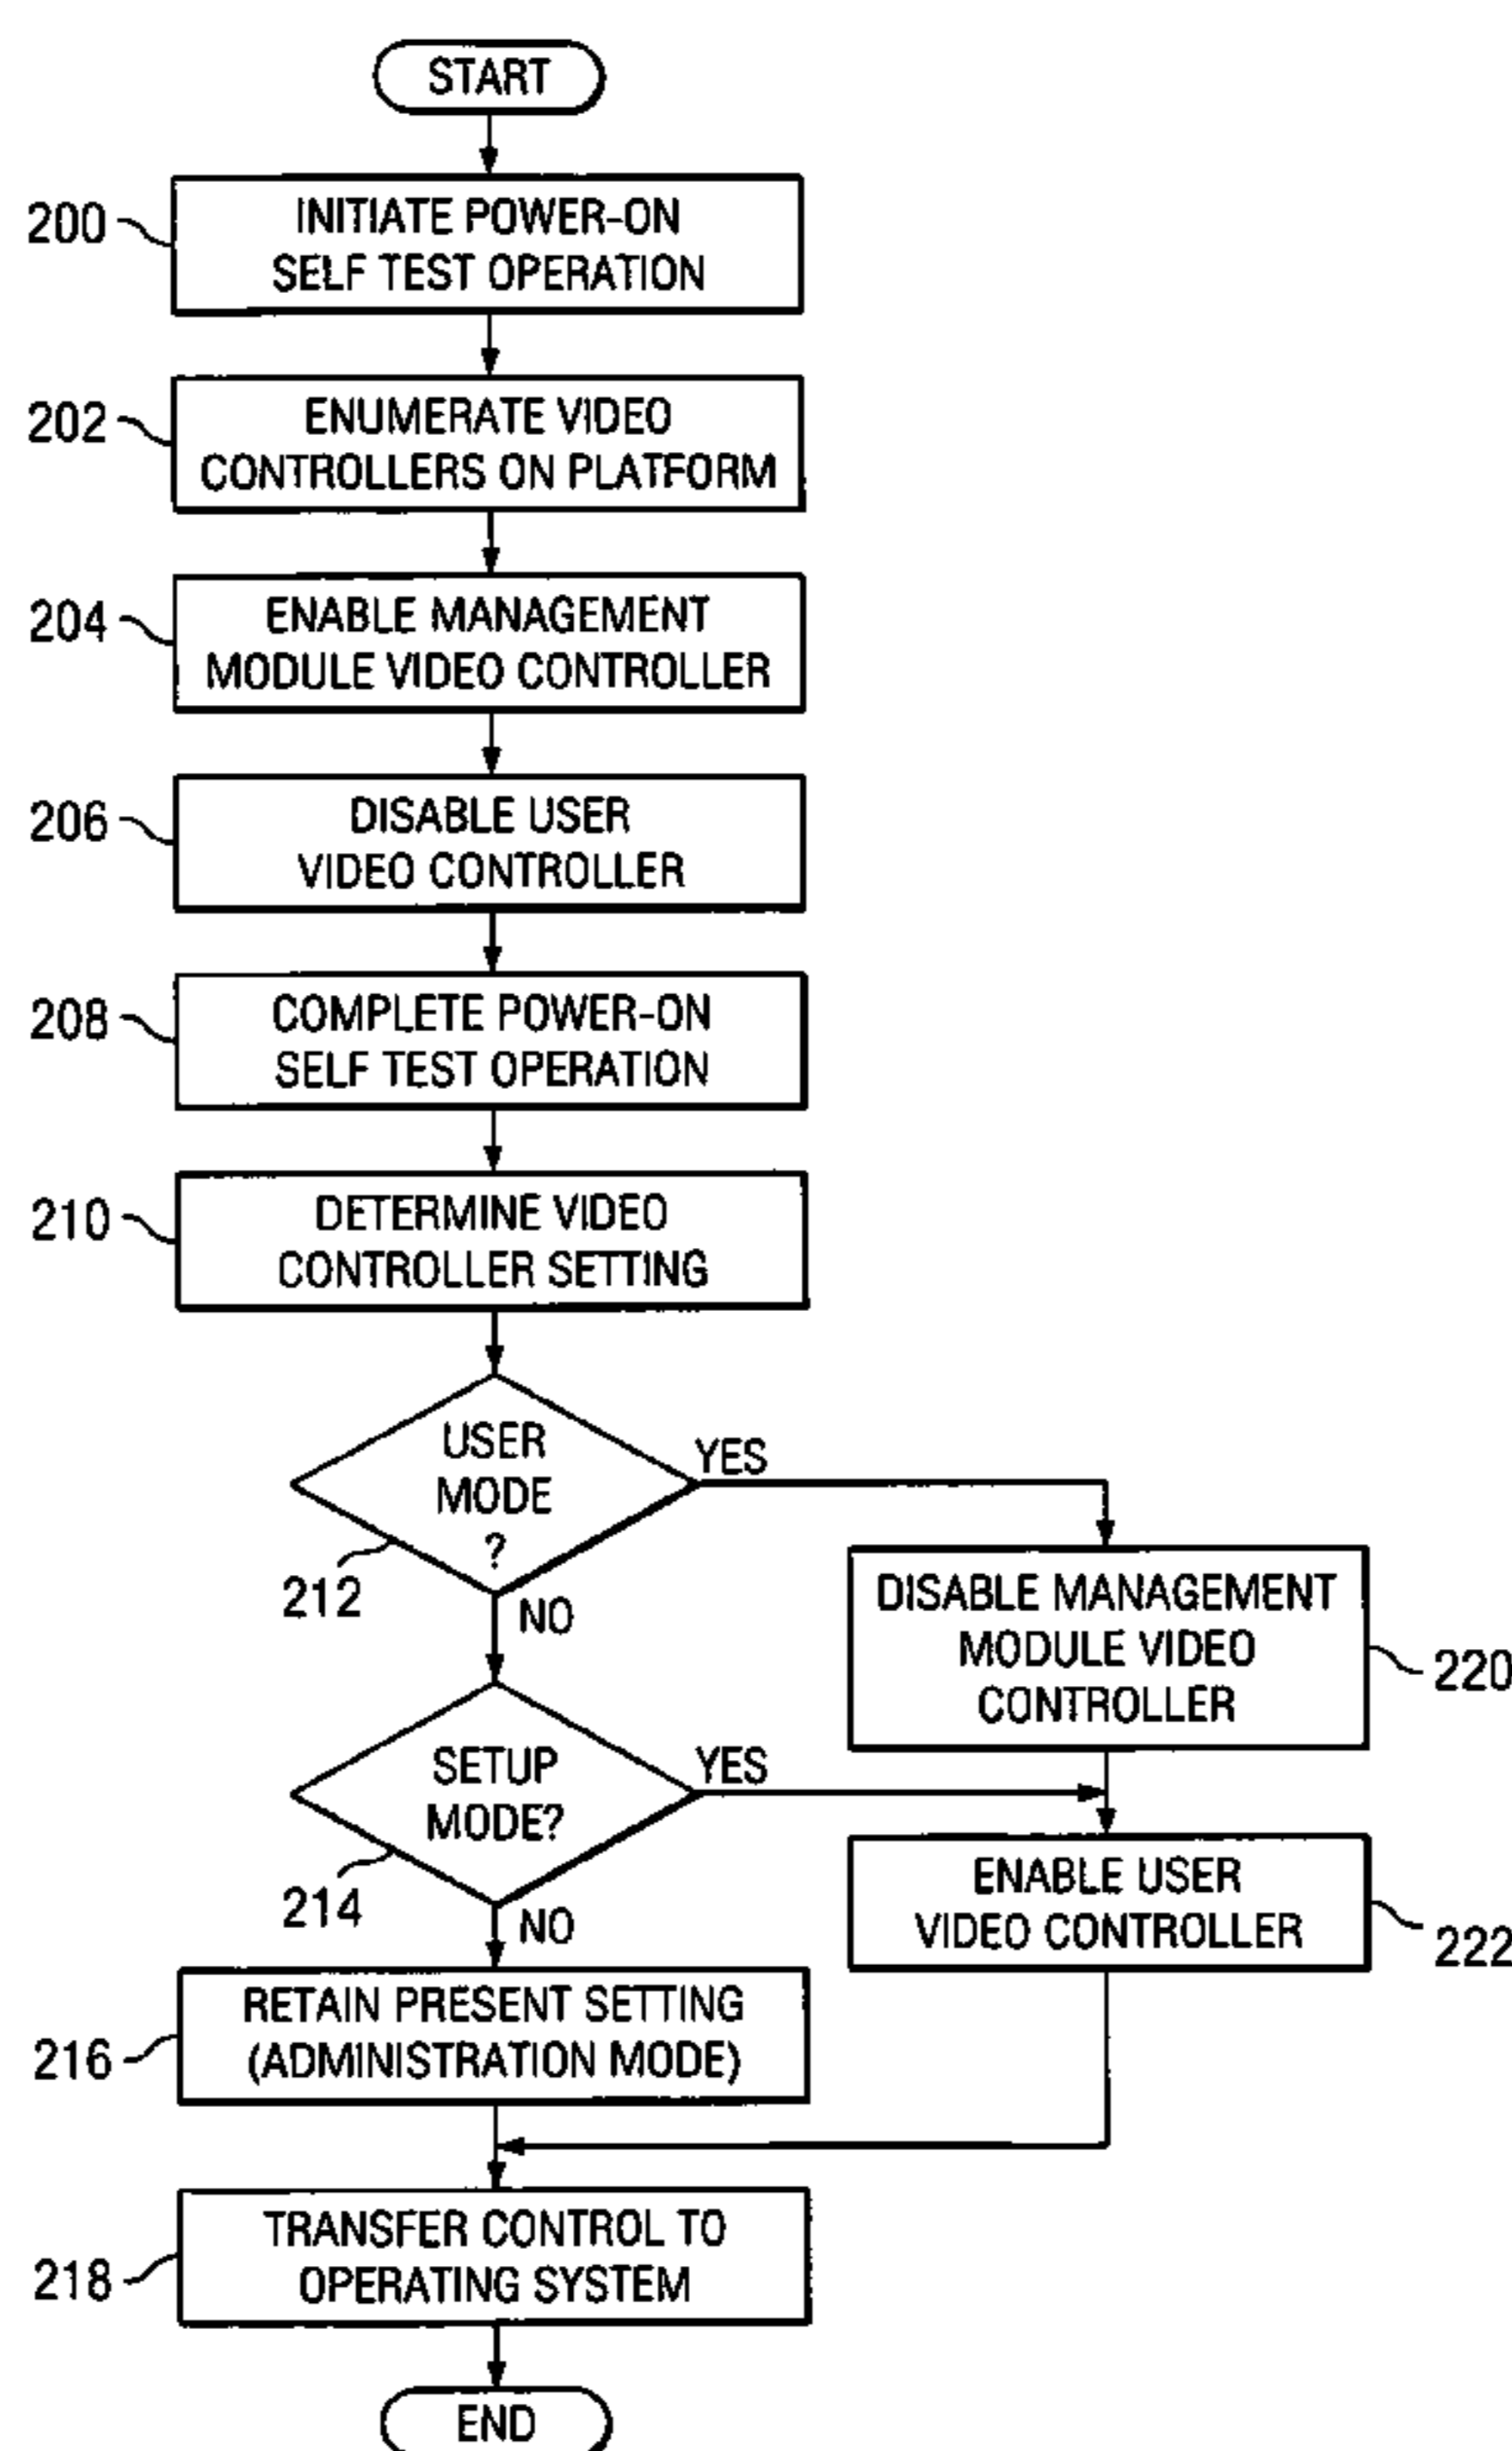 START
200
INITIATE POWER-ON
SELF TEST OPERATION
202
ENUMERATE VIDEO
CONTROLLERS ON PLATFORM
204
ENABLE MANAGEMENT
MODULE VIDEO CONTROLLER
206
DISABLE USER
VIDEO CONTROLLER
208
COMPLETE POWER-ON
SELF TEST OPERATION
210
DETERMINE VIDEO
CONTROLLER SETTING
USER
MODE
?
YES
212
NO
DISABLE MANAGEMENT
MODULE VIDEO
CONTROLLER
220
SETUP
MODE?
YES
214
NO
ENABLE USER
VIDEO CONTROLLER
222
RETAIN PRESENT SETTING
(ADMINISTRATION MODE)
216
TRANSFER CONTROL TO
OPERATING SYSTEM
218
END